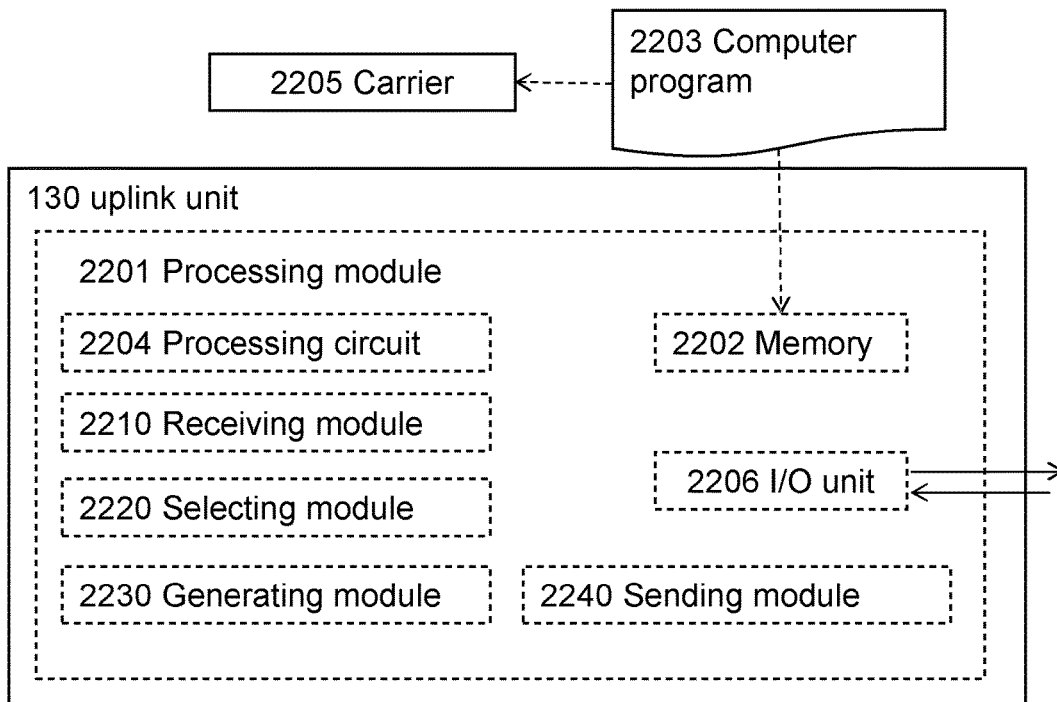 2203 Computer
program
2205 Carrier
130 uplink unit
2201 Processing module
2204 Processing circuit
2202 Memory
2210 Receiving module
2206 I/O unit
2220 Selecting module
2230 Generating module
2240 Sending module